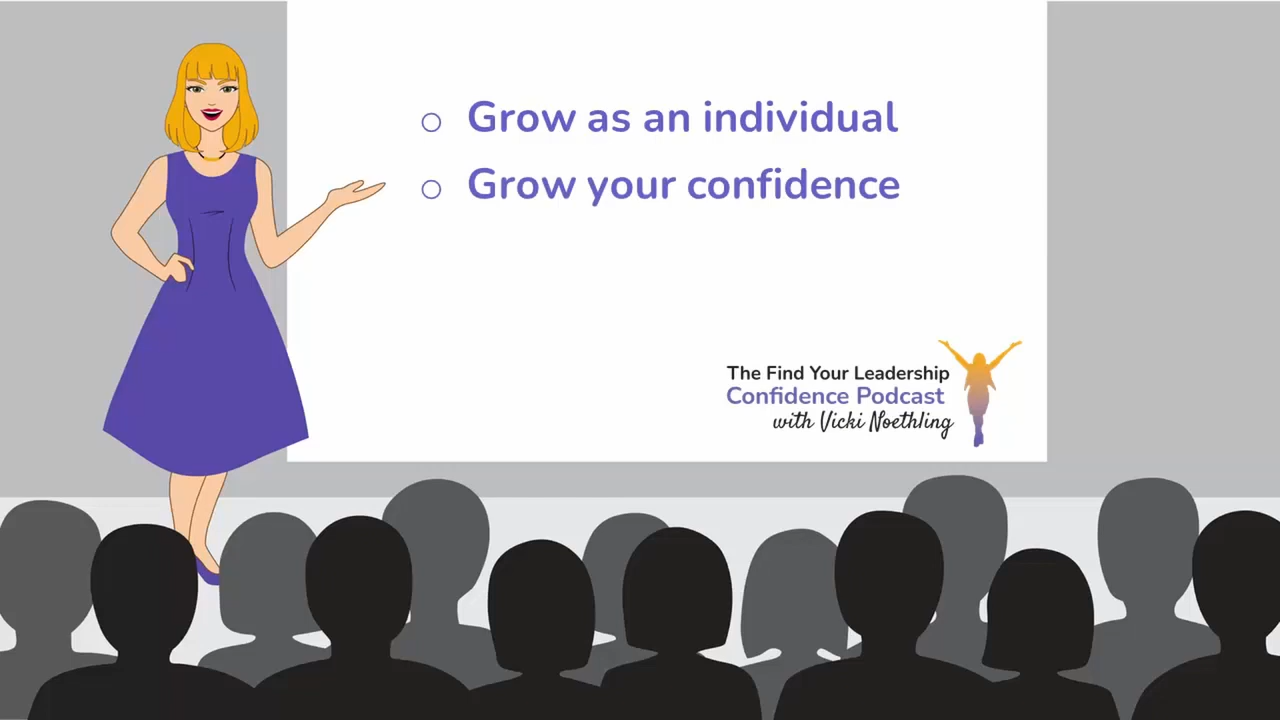 Grow as an individual
Grow your confidence
The Find Your Leadership
Confidence Podcast
with Vicki Noethling